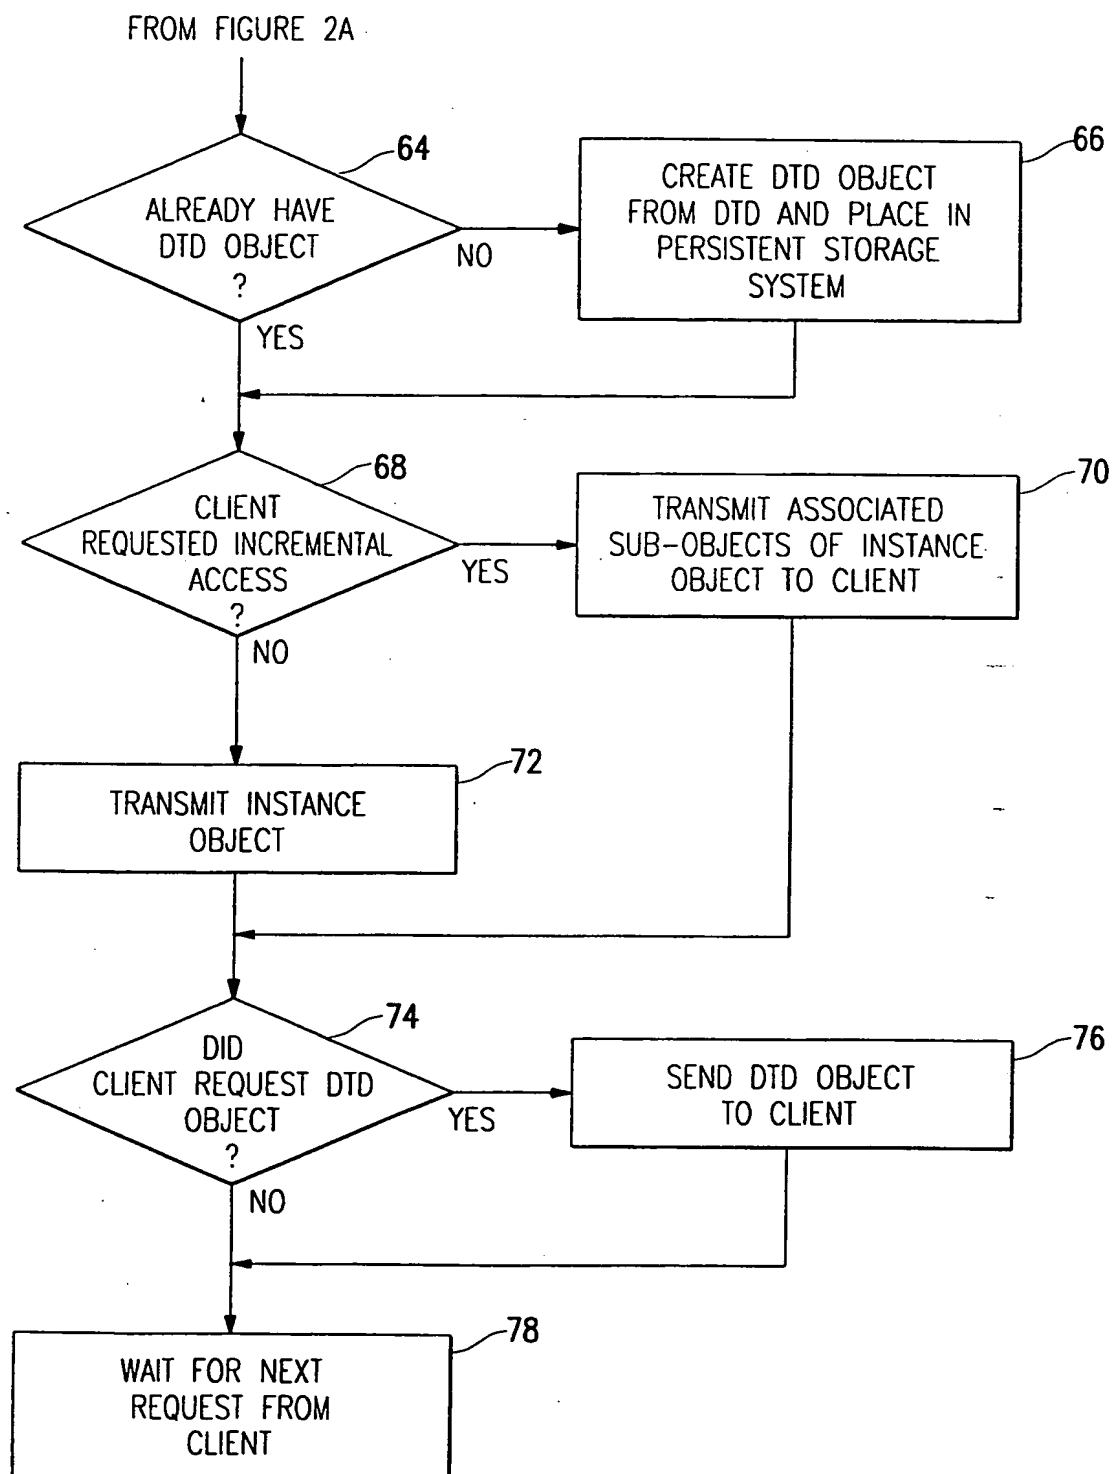 FROM FIGURE 2A
64
ALREADY HAVE
DTD OBJECT
?
NO
YES
66
CREATE DTD OBJECT
FROM DTD AND PLACE IN
PERSISTENT STORAGE
SYSTEM
68
CLIENT
REQUESTED INCREMENTAL
ACCESS
?
YES
NO
70
TRANSMIT ASSOCIATED
SUB-OBJECTS OF INSTANCE
OBJECT TO CLIENT
72
TRANSMIT INSTANCE
OBJECT
74
DID
CLIENT REQUEST DTD
OBJECT
?
YES
NO
76
SEND DTD OBJECT
TO CLIENT
78
WAIT FOR NEXT
REQUEST FROM
CLIENT